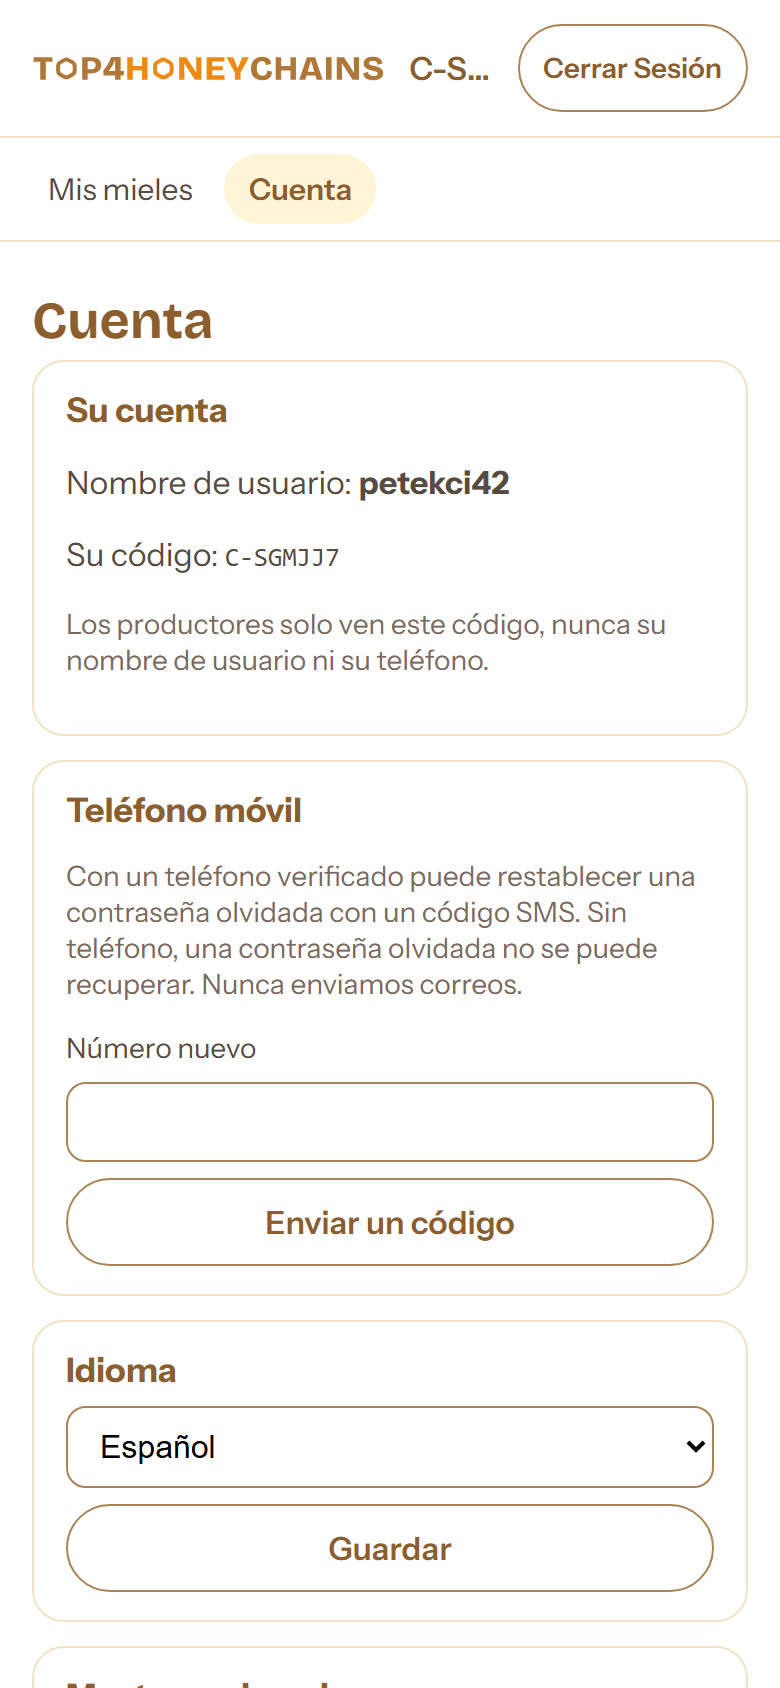 TOP4HONEYCHAINS C-S... Cerrar Sesión
Mis mieles Cuenta
Cuenta
Su cuenta
Nombre de usuario: petekci42
Su código: C-SGMJJ7
Los productores solo ven este código, nunca su
nombre de usuario ni su teléfono.
Teléfono móvil
Con un teléfono verificado puede restablecer una
contraseña olvidada con un código SMS. Sin
teléfono, una contraseña olvidada no se puede
recuperar. Nunca enviamos correos.
Número nuevo
Enviar un código
Idioma
Español
Guardar